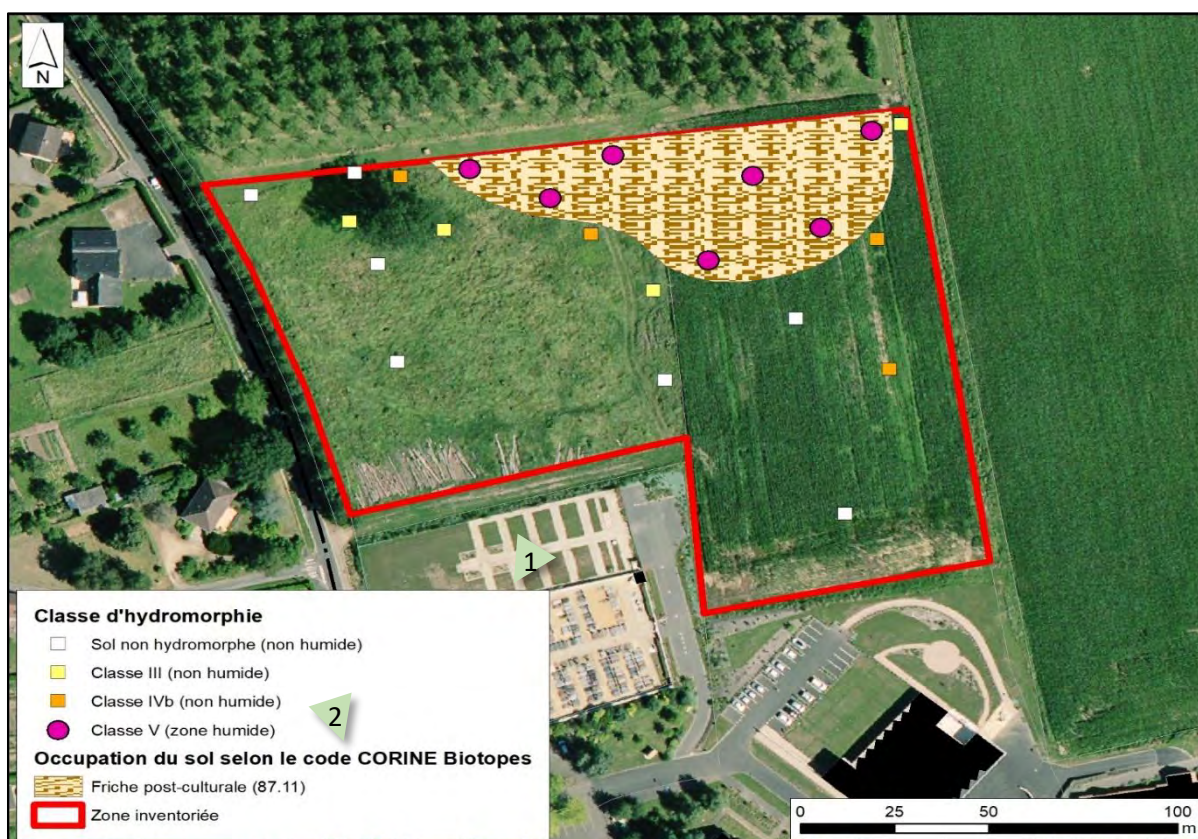 N
1
Classe d'hydromorphie
Sol non hydromorphe (non humide)
Classe III (non humide)
Classe IVb (non humide)
2
Classe V (zone humide)
Occupation du sol selon le code CORINE Biotopes
Friche post-culturale (87.11)
Zone inventoriée
0 25 50 100
m